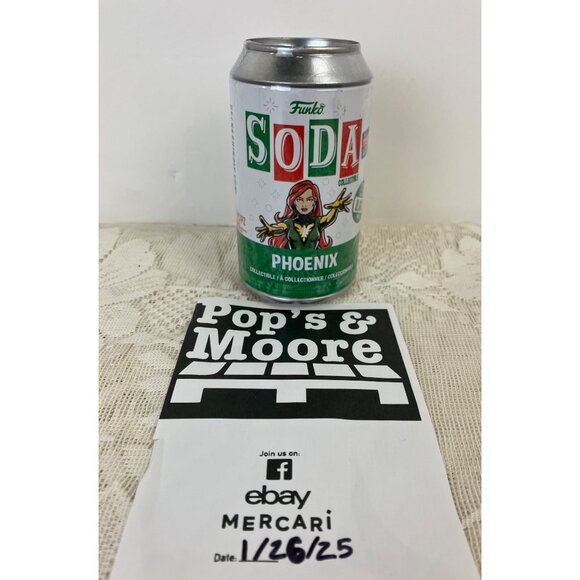 Funko
SODA
COLLECTIBLE
PHOENIX
COLLECTIBLE / À COLLECTIONNER / COLECCIONABLE
Pop's &
Moore
Join us on:
f
ebay
MERCARI
Date: 1/26/25